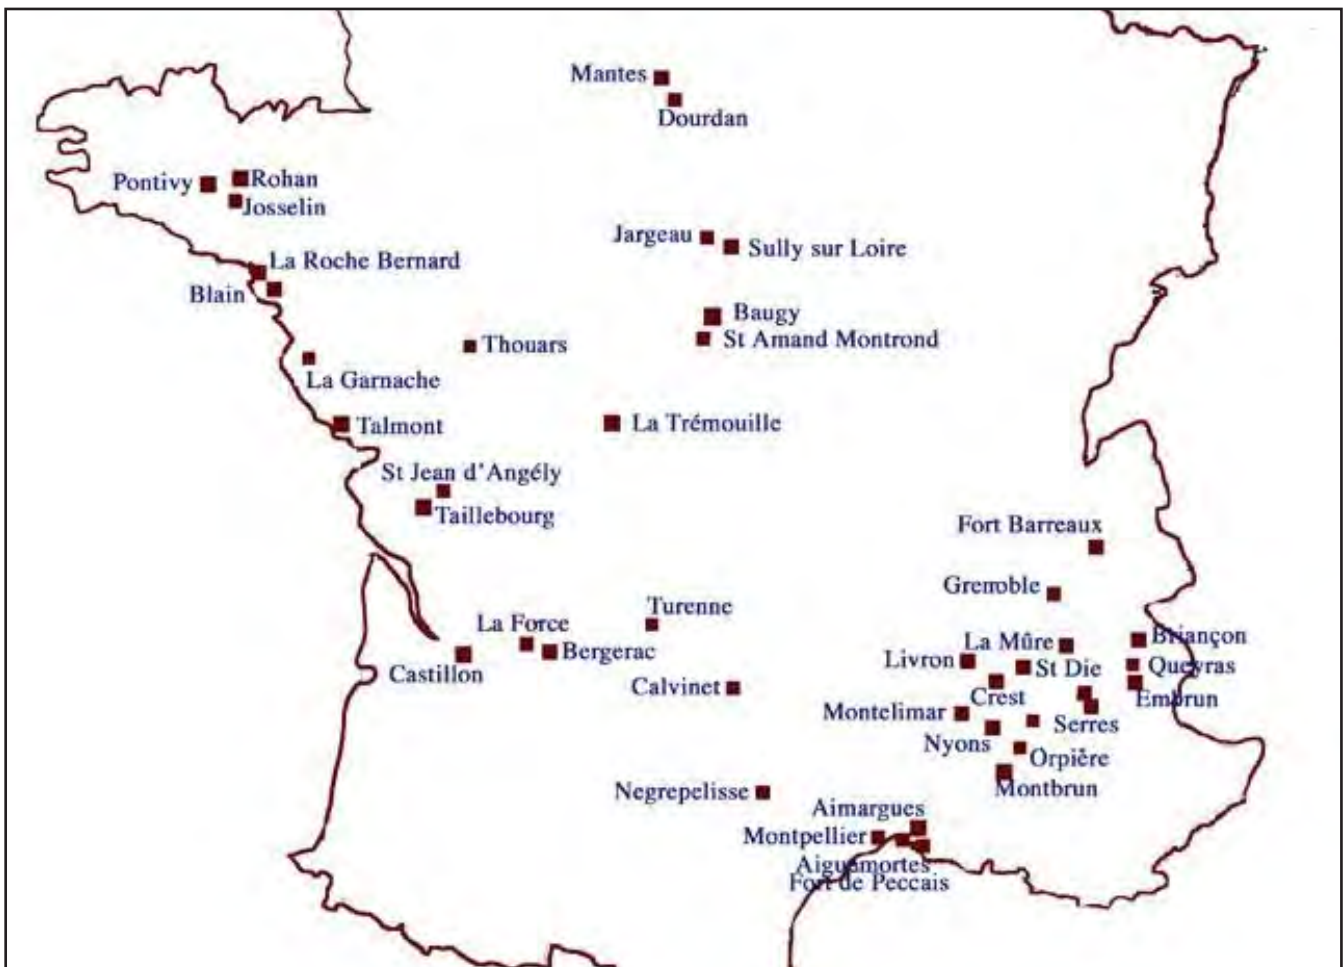 Mantes
Dourdan
Pontivy
Rohan
Josselin
Jargeau
Sully sur Loire
La Roche Bernard
Blain
Baugy
St Amand Montrond
Thouars
La Garnache
Talmont
La Trémouille
St Jean d'Angély
Taillebourg
Fort Barreaux
Grenoble
Turenne
La Force
Bergerac
Castillon
La Mûre
Briançon
Livron
St Die
Queyras
Calvinet
Crest
Embrun
Montelimar
Serres
Nyons
Orpière
Montbrun
Negrepelisse
Aimargues
Montpellier
Aiguamortes
Fort de Peccais